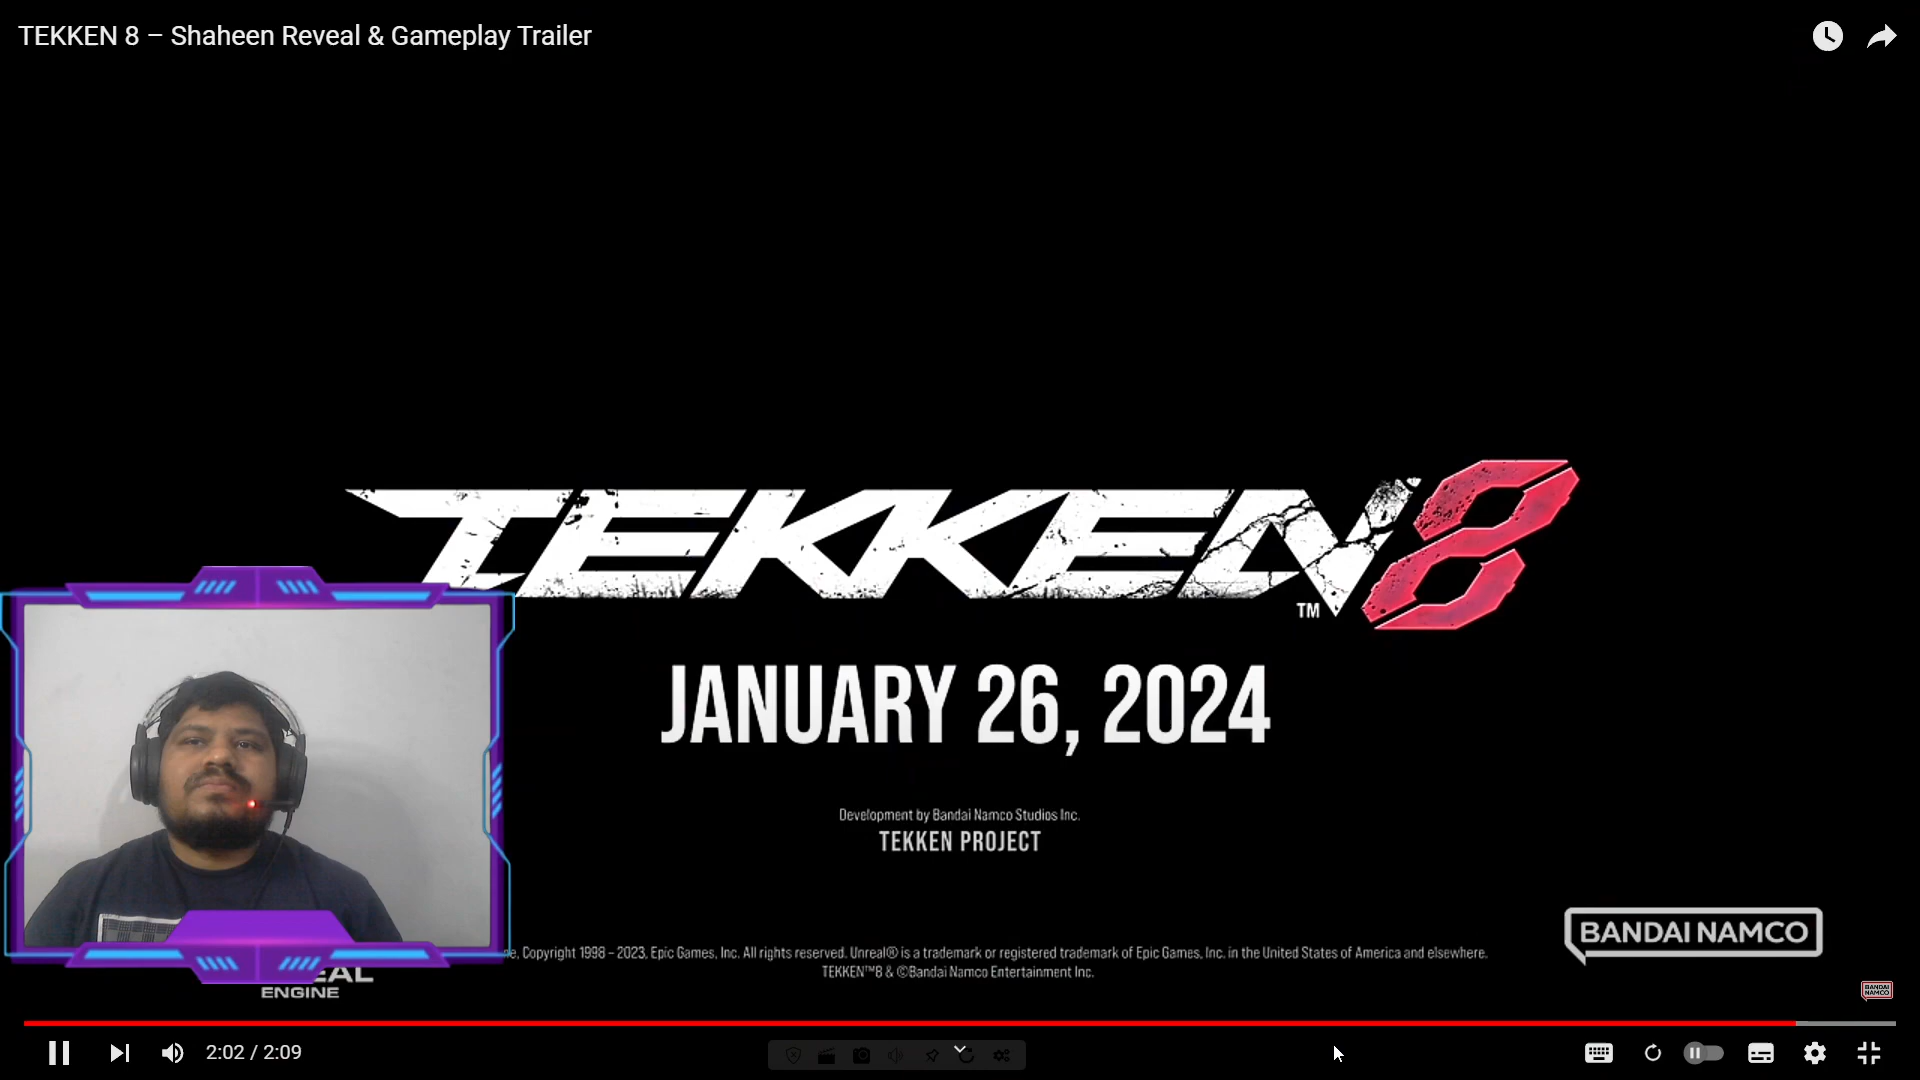 TEKKEN 8 – Shaheen Reveal & Gameplay Trailer
TEKKEN 8
TM
JANUARY 26, 2024
Development by Bandai Namco Studios Inc.
TEKKEN PROJECT
Copyright 1998 – 2023, Epic Games, Inc. All rights reserved. Unreal® is a trademark or registered trademark of Epic Games, Inc. in the United States of America and elsewhere.
TEKKEN™8 & ©Bandai Namco Entertainment Inc.
BANDAI NAMCO
ENGINE
BANDAI
NAMCO
2:02 / 2:09